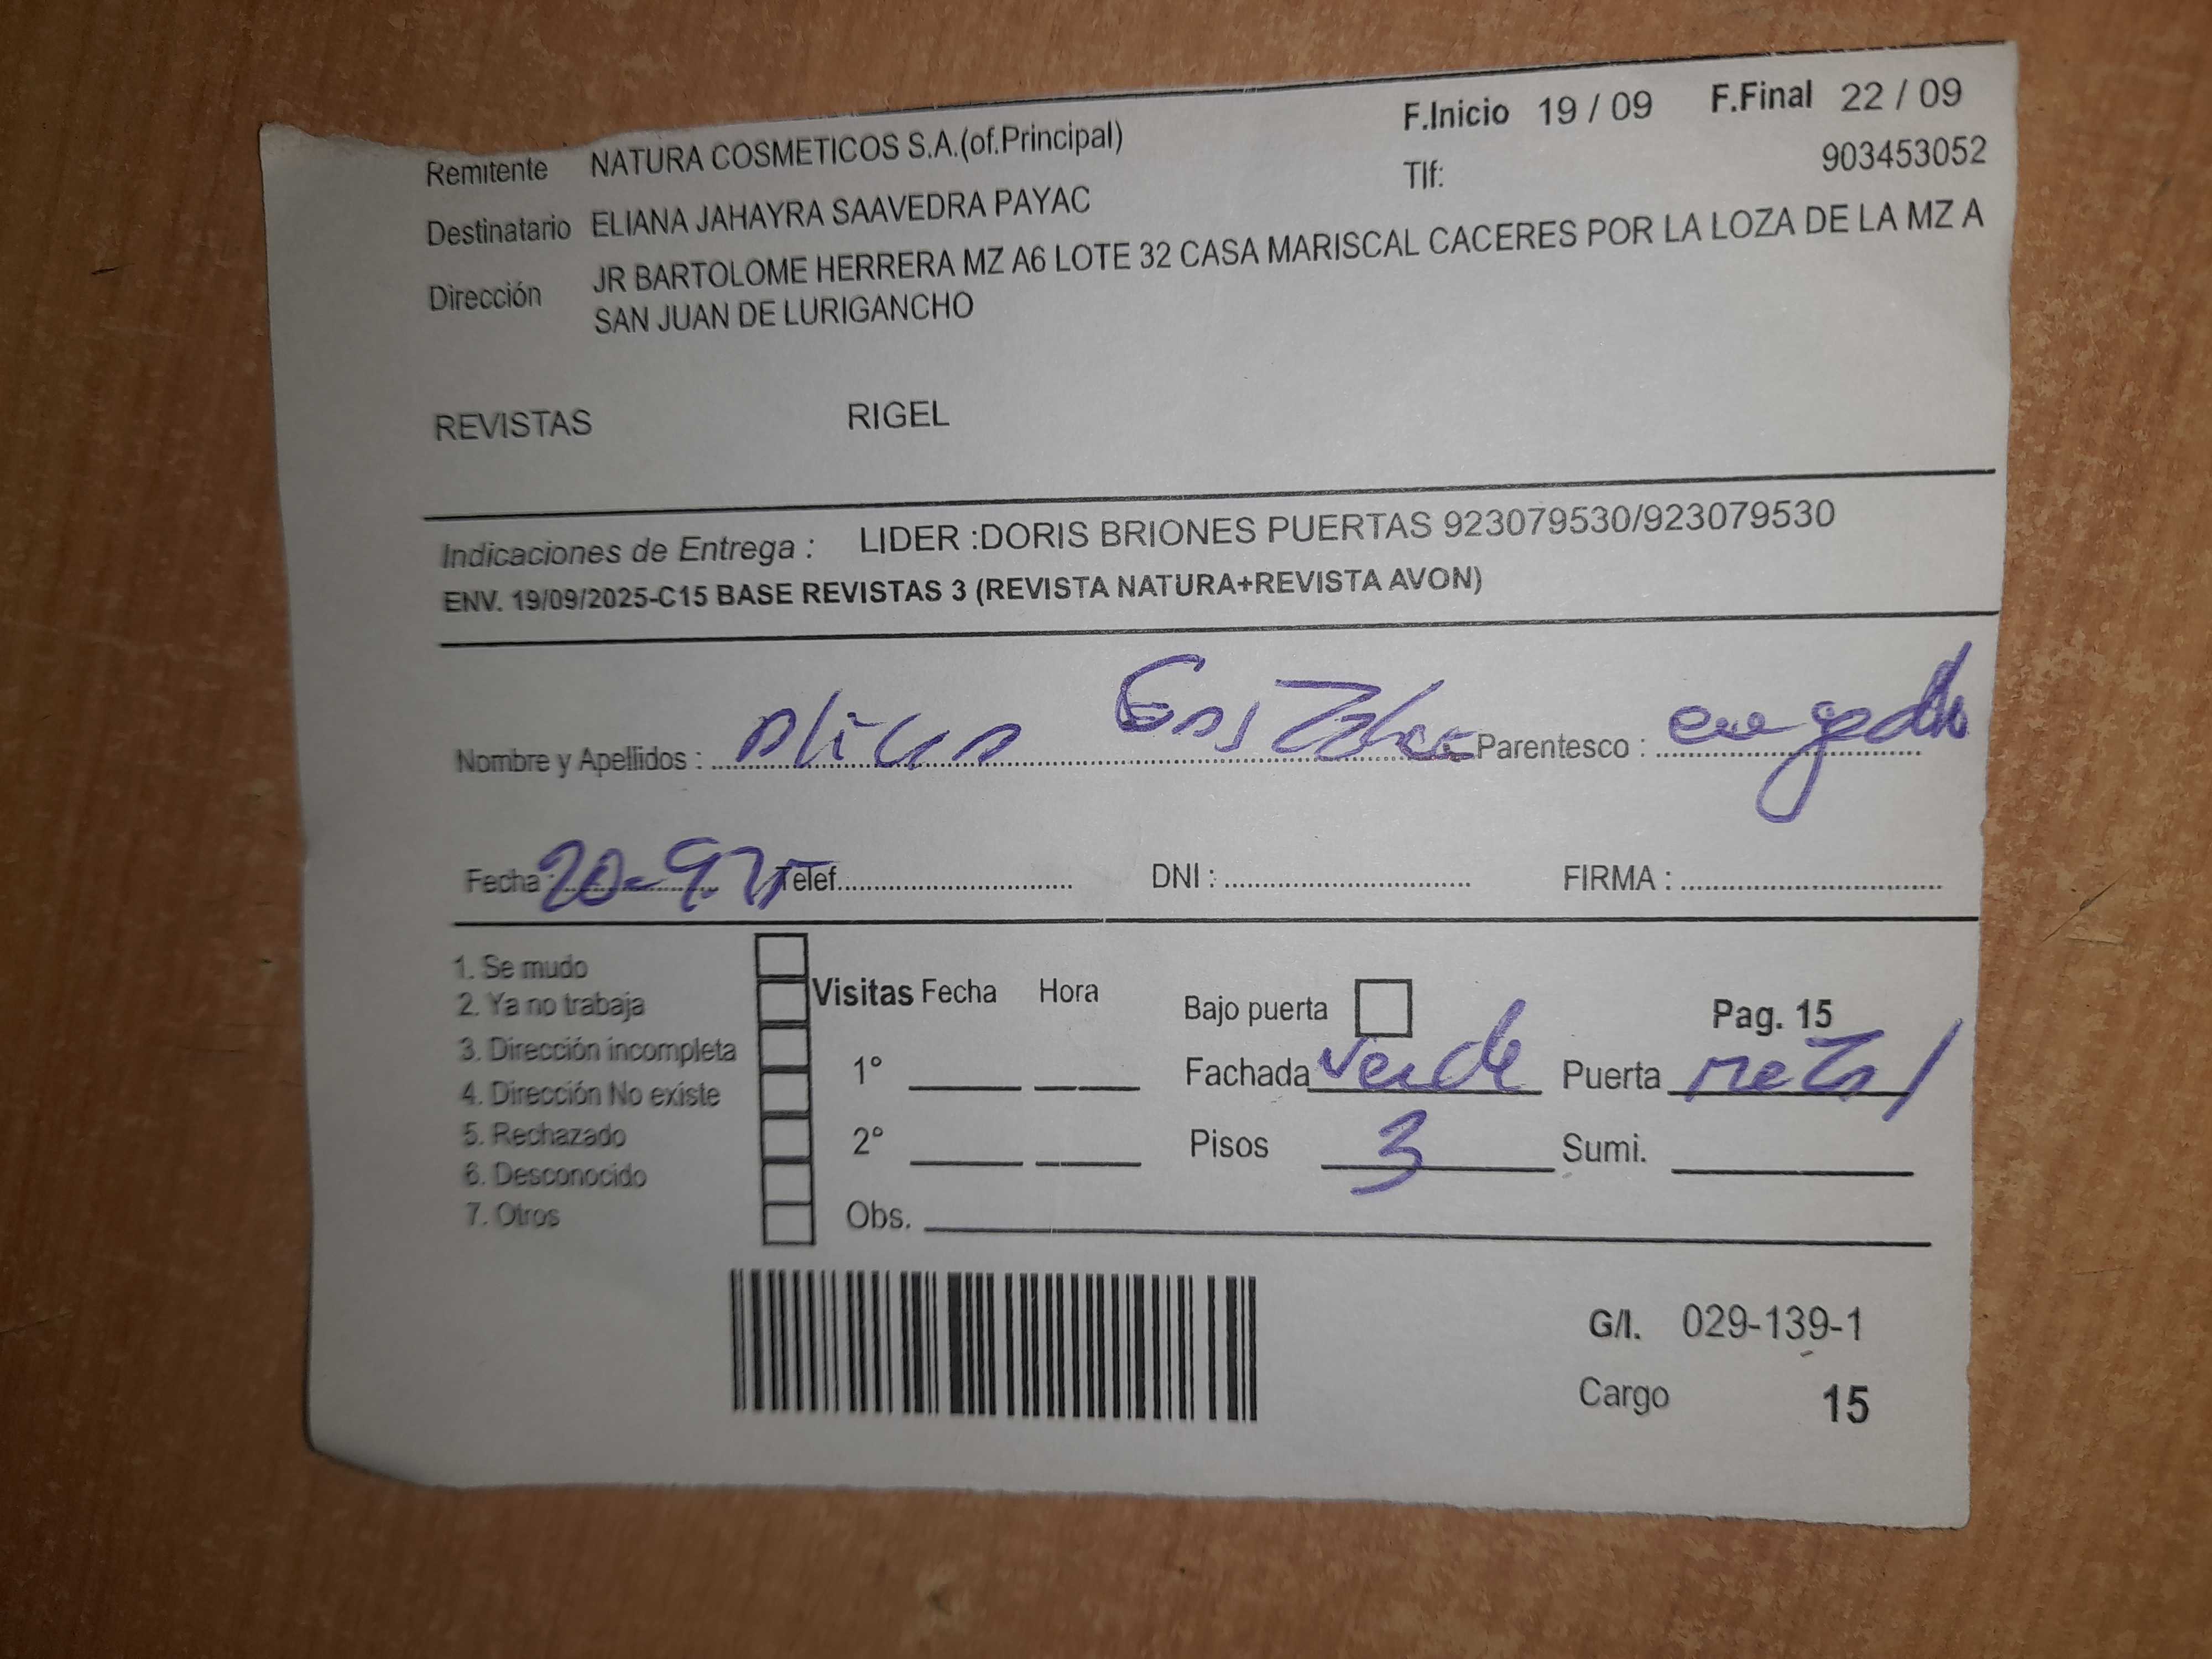 F.Inicio 19 / 09 F.Final 22 / 09
Remitente NATURA COSMETICOS S.A.(of.Principal)
Tlf: 903453052
Destinatario ELIANA JAHAYRA SAAVEDRA PAYAC
Dirección JR BARTOLOME HERRERA MZ A6 LOTE 32 CASA MARISCAL CACERES POR LA LOZA DE LA MZ A
SAN JUAN DE LURIGANCHO
REVISTAS RIGEL
Indicaciones de Entrega : LIDER :DORIS BRIONES PUERTAS 923079530/923079530
ENV. 19/09/2025-C15 BASE REVISTAS 3 (REVISTA NATURA+REVISTA AVON)
Nombre y Apellidos : Parentesco :
Fecha : 20-9 25 Telef. DNI : FIRMA :
1. Se mudo
2. Ya no trabaja
3. Dirección incompleta
4. Dirección No existe
5. Rechazado
6. Desconocido
7. Otros
Visitas Fecha Hora
1°
2°
Obs.
Bajo puerta Pag. 15
Fachada verde Puerta metal
Pisos 3 Sumi.
G/I. 029-139-1
Cargo 15